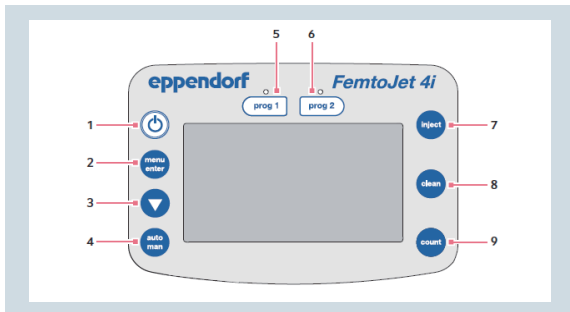 5 6
eppendorf FemtoJet 4i
prog 1 prog 2
1
inject 7
2 menu
enter
clean 8
3
4 auto
man
count 9